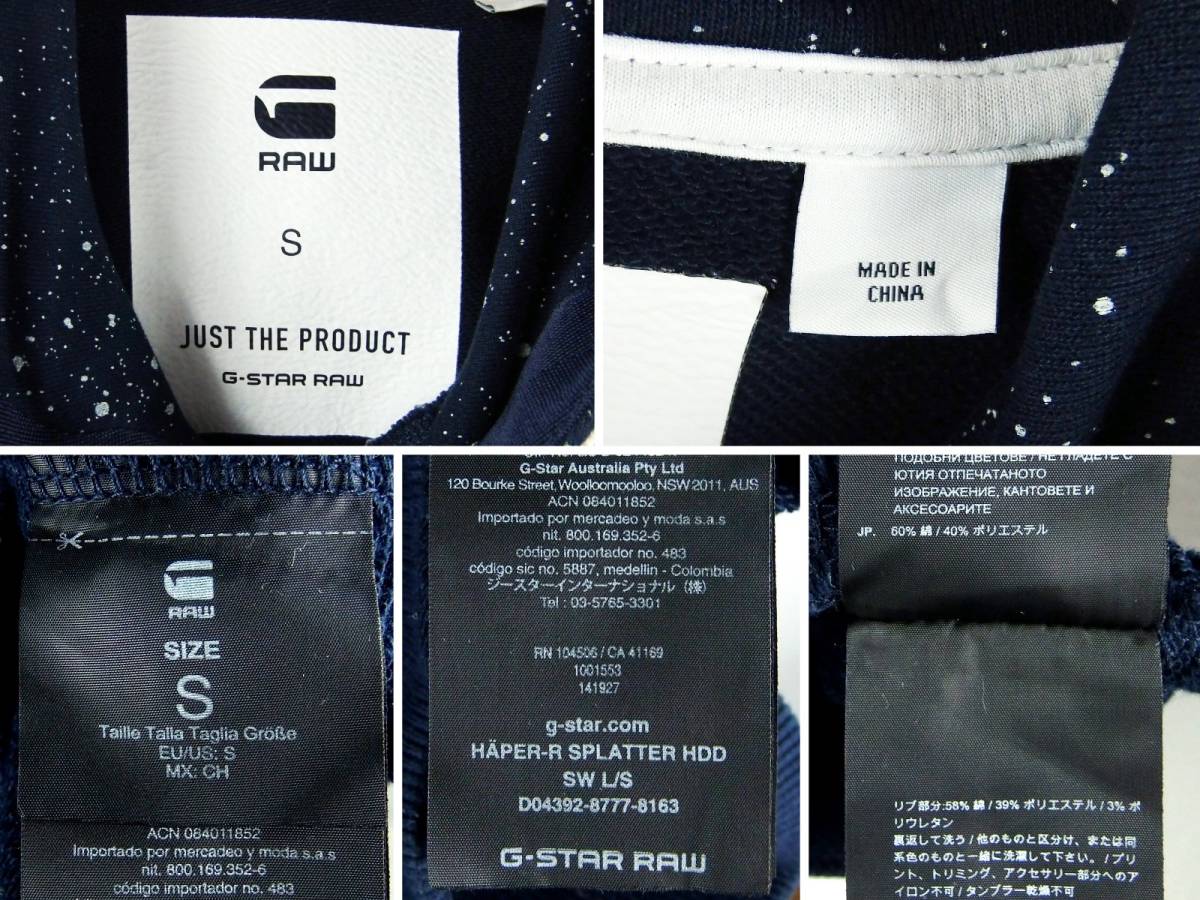 RAW
S
JUST THE PRODUCT
G-STAR RAW
MADE IN
CHINA
RAW
SIZE
S
Taille Talla Taglia Größe
EU/US: S
MX: CH
ACN 084011852
Importado por mercadeo y moda s.a.s
nit. 800.169.352-6
código importador no. 483
G-Star Australia Pty Ltd
120 Bourke Street, Woolloomooloo, NSW 2011, AUS
ACN 084011852
Importado por mercadeo y moda s.a.s
nit. 800.169.352-6
código importador no. 483
código sic no. 5887, medellin - Colombia
ジースターインターナショナル (株)
Tel : 03-5765-3301
RN 104506 / CA 41169
1001553
141927
g-star.com
HÄPER-R SPLATTER HDD
SW L/S
D04392-8777-8163
G-STAR RAW
ПОДОБНИ ЦВЕТОВЕ / НЕ ГЛАДЕТЕ С
ЮТИЯ ОТПЕЧАТАНОТО
ИЗОБРАЖЕНИЕ, КАНТОВЕТЕ И
АКСЕСОАРИТЕ
JP. 60% 綿 / 40% ポリエステル
リブ部分:58% 綿 / 39% ポリエステル / 3% ポ
リウレタン
裏返して洗う / 他のものと区分け、または同
系色のものと一緒に洗濯して下さい。 / プリ
ント、トリミング、アクセサリー部分へのア
イロン不可 / タンブラー乾燥不可